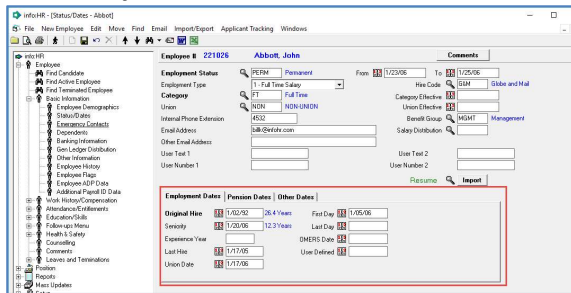 info:HR - [Status/Dates - Abbot]
File New Employee Edit Move Find Email Import/Export Applicant Tracking Windows
info:HR
Employee
Find Candidate
Find Active Employee
Find Terminated Employee
Basic Information
Employee Demographics
Status/Dates
Emergency Contacts
Dependents
Banking Information
Gen Ledger Distribution
Other Information
Employee History
Employee Flags
Employee ADP Data
Additional Payroll ID Data
Work History/Compensation
Attendance/Entitlements
Education/Skills
Follow-ups Menu
Health & Safety
Counselling
Comments
Leaves and Terminations
Position
Reports
Mass Updates
Setup
Employee # 221026 Abbott, John Comments
Employment Status PERM Permanent From 1/23/06 To 1/25/06
Employment Type 1 - Full Time Salary Hire Code G&M Globe and Mail
Category FT Full Time Category Effective
Union NON NON-UNION Union Effective
Internal Phone Extension 4532 Benefit Group MGMT Management
Email Address billk@infohr.com Salary Distribution
Other Email Address
User Text 1 User Text 2
User Number 1 User Number 2
Resume Import
Employment Dates Pension Dates Other Dates
Original Hire 1/02/92 26.4 Years First Day 1/05/06
Seniority 1/20/06 12.3 Years Last Day
Experience Year OMERS Date
Last Hire 1/17/05 User Defined
Union Date 1/17/06